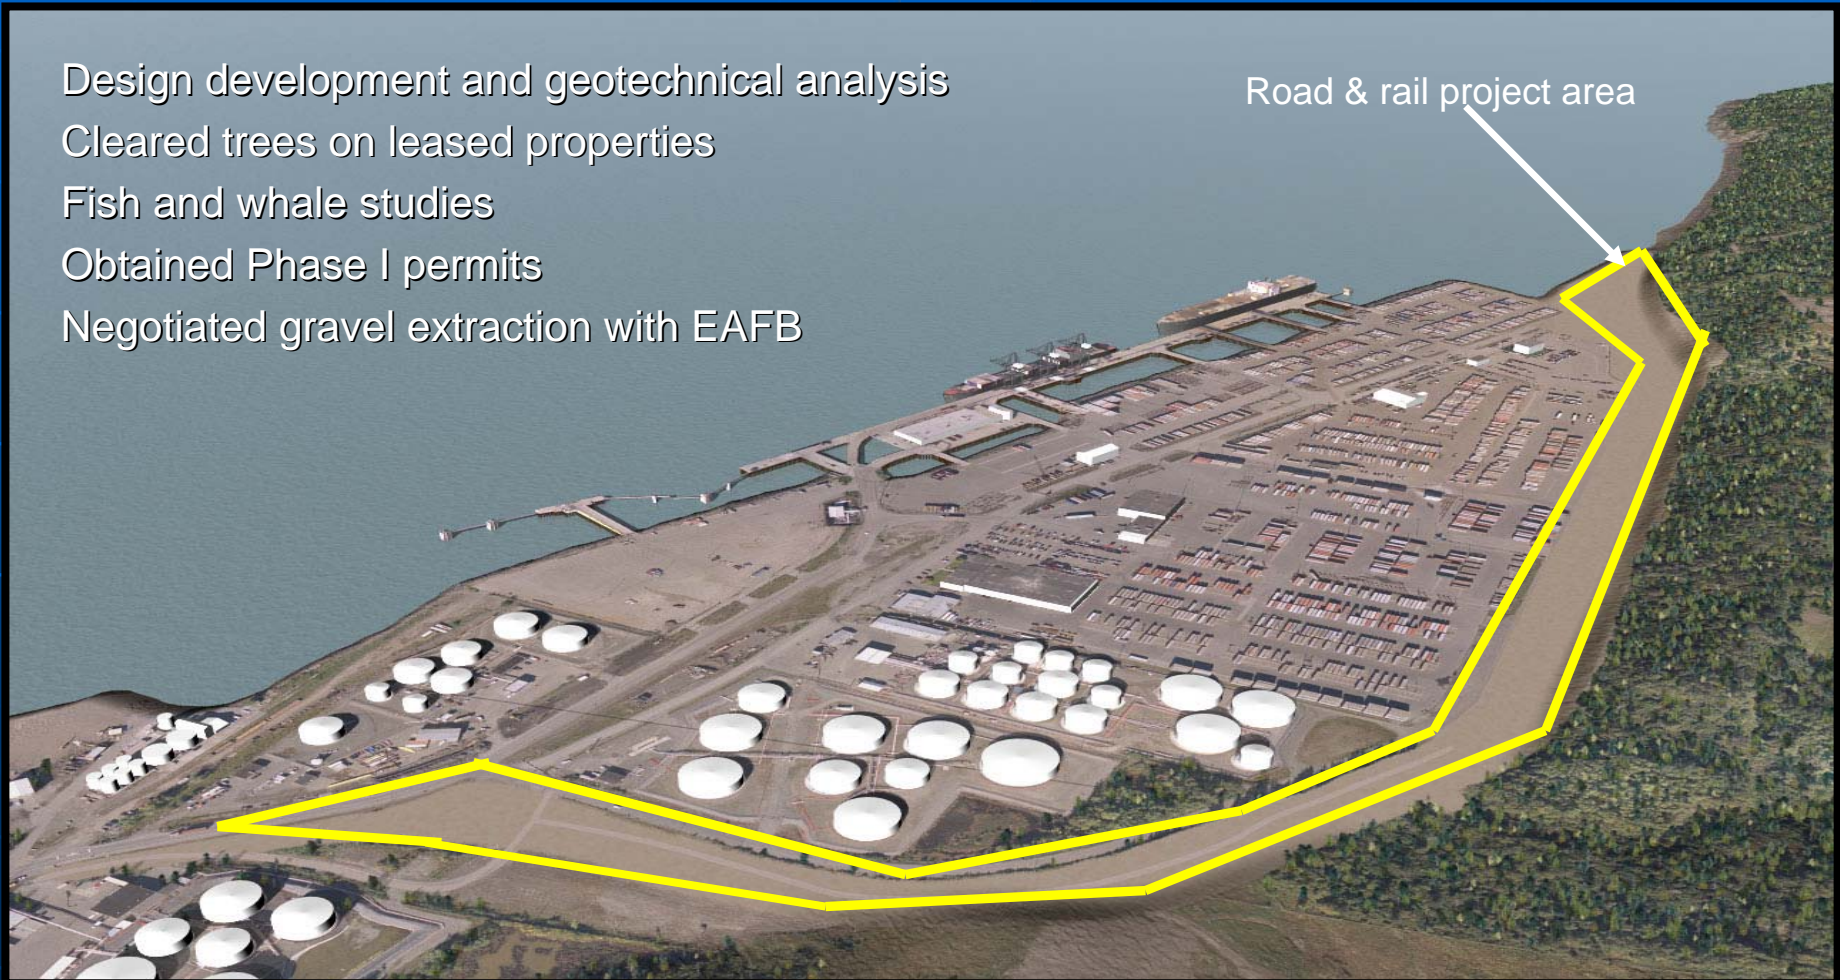 Design development and geotechnical analysis
Road & rail project area
Cleared trees on leased properties
Fish and whale studies
Obtained Phase I permits
Negotiated gravel extraction with EAFB